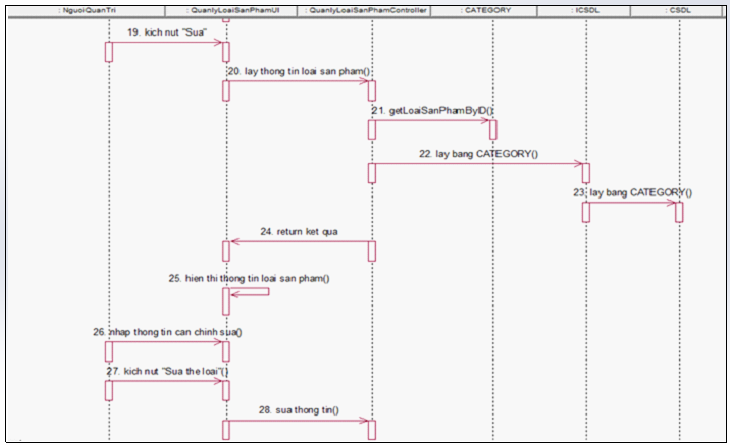 : NguoiQuanTri : QuanlyLoaiSanPhamUI : QuanlyLoaiSanPhamController : CATEGORY : ICSDL : CSDL
19. kich nut "Sua"
20. lay thong tin loai san pham()
21. getLoaiSanPhamByID()
22. lay bang CATEGORY()
23. lay bang CATEGORY()
24. return ket qua
25. hien thi thong tin loai san pham()
26. nhap thong tin can chinh sua()
27. kich nut "Sua the loai"()
28. sua thong tin()